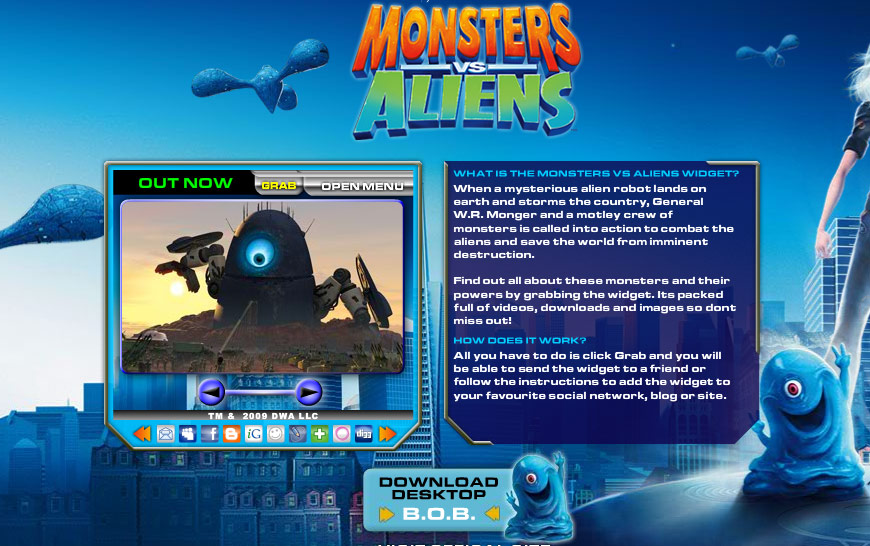 MONSTERS
VS
ALIENS
OUT NOW
GRAB
OPEN MENU
TM & 2009 DWA LLC
iG
digg
WHAT IS THE MONSTERS VS ALIENS WIDGET?
When a mysterious alien robot lands on
earth and storms the country, General
W.R. Monger and a motley crew of
monsters is called into action to combat the
aliens and save the world from imminent
destruction.
Find out all about these monsters and their
powers by grabbing the widget. Its packed
full of videos, downloads and images so dont
miss out!
HOW DOES IT WORK?
All you have to do is click Grab and you will
be able to send the widget to a friend or
follow the instructions to add the widget to
your favourite social network, blog or site.
DOWNLOAD
DESKTOP
B.O.B.